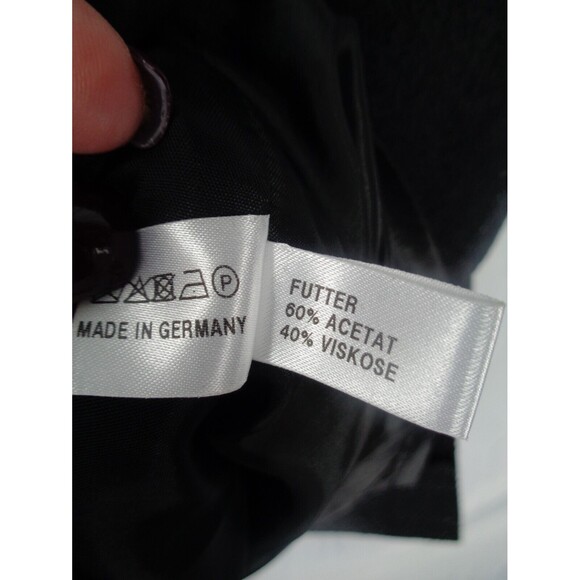 P
MADE IN GERMANY
FUTTER
60% ACETAT
40% VISKOSE